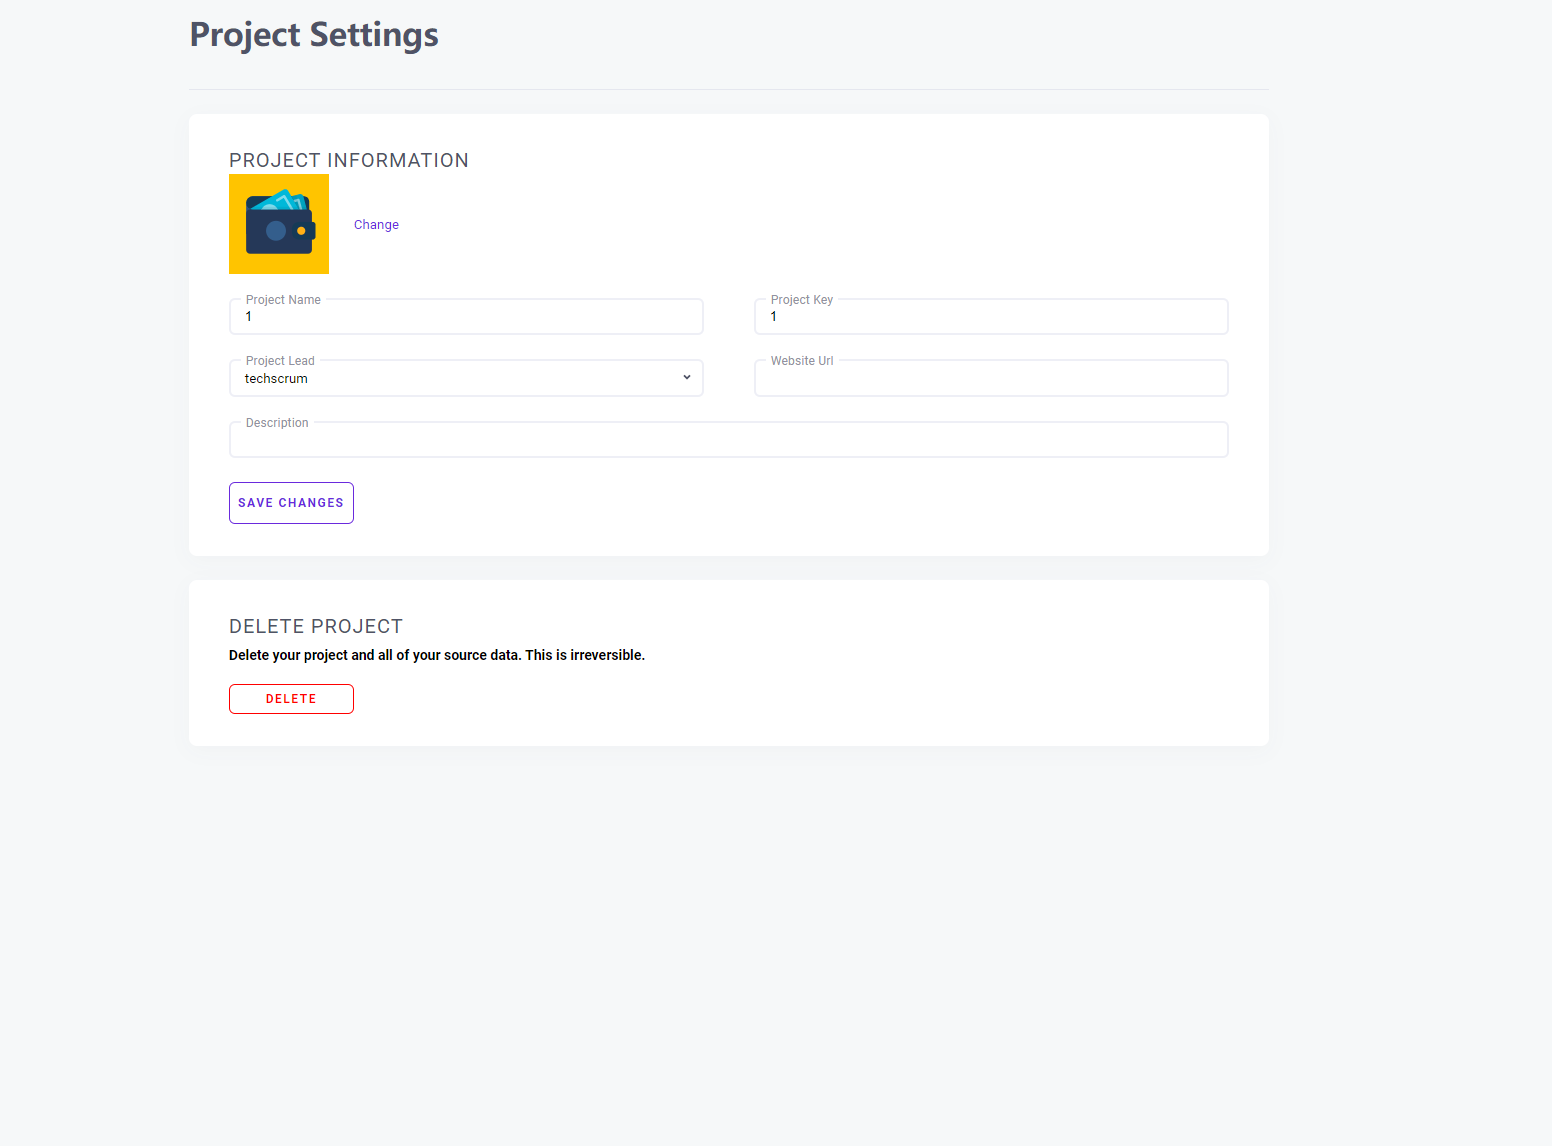 Project Settings
PROJECT INFORMATION
Change
Project Name
1
Project Key
1
Project Lead
techscrum
Website Url
Description
SAVE CHANGES
DELETE PROJECT
Delete your project and all of your source data. This is irreversible.
DELETE